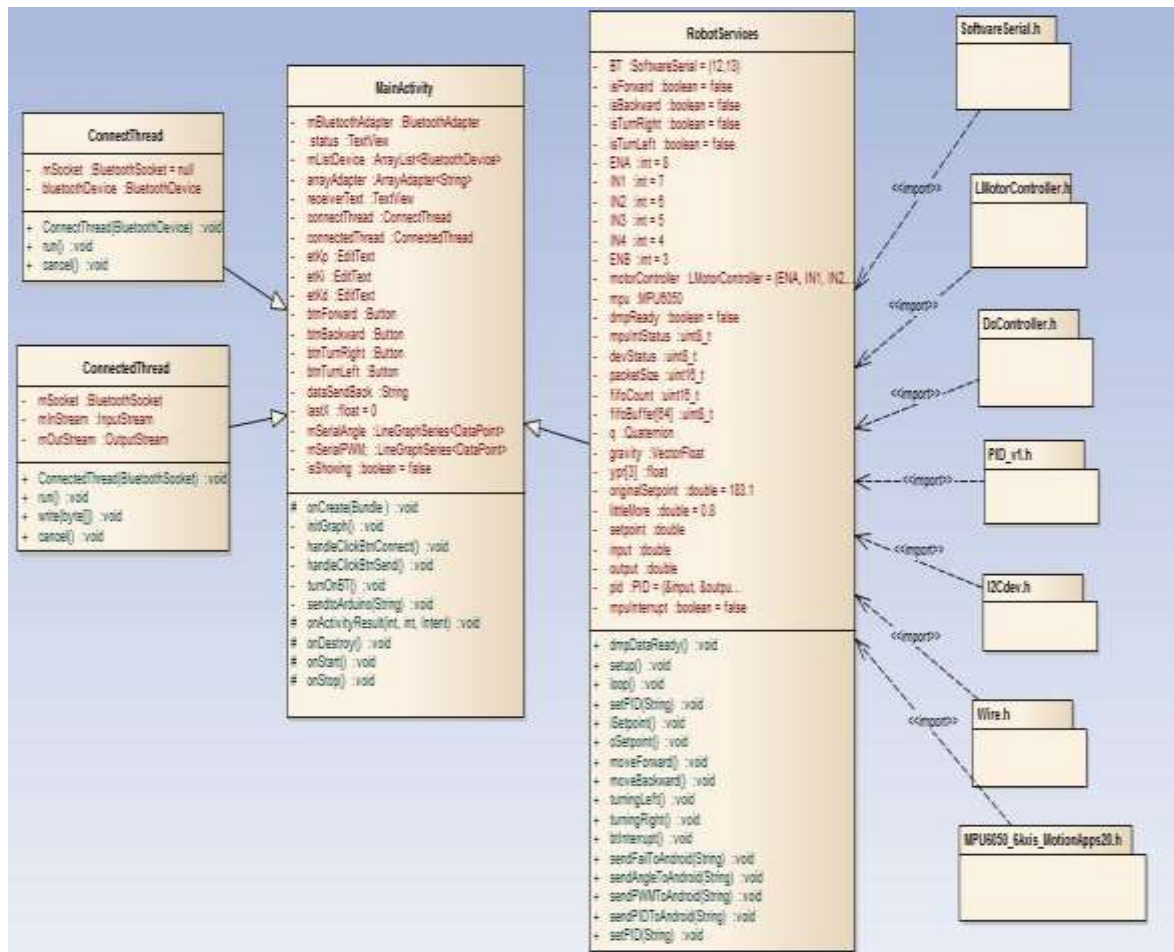 ConnectThread
- mSocket :BluetoothSocket = null
- bluetoothDevice :BluetoothDevice
+ ConnectThread(BluetoothDevice) :void
+ run() :void
+ cancel() :void
ConnectedThread
- mSocket :BluetoothSocket
- mInStream :InputStream
- mOutStream :OutputStream
+ ConnectedThread(BluetoothSocket) :void
+ run() :void
+ write(byte[]) :void
+ cancel() :void
MainActivity
- mBluetoothAdapter :BluetoothAdapter
- status :TextView
- mListDevice :ArrayList<BluetoothDevice>
- arrayAdapter :ArrayAdapter<String>
- receiverText :TextView
- connectThread :ConnectThread
- connectedThread :ConnectedThread
- etKp :EditText
- etKi :EditText
- etKd :EditText
- btnForward :Button
- btnBackward :Button
- btnTurnRight :Button
- btnTurnLeft :Button
- dataSendBack :String
- lastX :float = 0
- mSerialAngle :LineGraphSeries<DataPoint>
- mSerialPWM; :LineGraphSeries<DataPoint>
- isShowing :boolean = false
# onCreate(Bundle ) :void
- initGraph() :void
- handleClickBtnConnect() :void
- handleClickBtnSend() :void
- turnOnBT() :void
- sendtoArduino(String) :void
# onActivityResult(int, int, Intent) :void
# onDestroy() :void
# onStart() :void
# onStop() :void
RobotServices
- BT :SoftwareSerial = (12,13)
- isForward :boolean = false
- isBackward :boolean = false
- isTurnRight :boolean = false
- isTurnLeft :boolean = false
- ENA :int = 8
- IN1 :int = 7
- IN2 :int = 6
- IN3 :int = 5
- IN4 :int = 4
- ENB :int = 3
- motorController :LMotorController = (ENA, IN1, IN2...
- mpu :MPU6050
- dmpReady :boolean = false
- mpuIntStatus :uint8_t
- devStatus :uint8_t
- packetSize :uint16_t
- fifoCount :uint16_t
- fifoBuffer[64] :uint8_t
- q :Quaternion
- gravity :VectorFloat
- ypr[3] :float
- originalSetpoint :double = 183.1
- littleMore :double = 0.8
- setpoint :double
- input :double
- output :double
- pid :PID = (&input, &outpu...
- mpuInterrupt :boolean = false
+ dmpDataReady() :void
+ setup() :void
+ loop() :void
+ setPID(String) :void
+ iSetpoint() :void
+ oSetpoint() :void
+ moveForward() :void
+ moveBackward() :void
+ turningLeft() :void
+ turningRight() :void
+ btInterrupt() :void
+ sendFailToAndroid(String) :void
+ sendAngleToAndroid(String) :void
+ sendPWMToAndroid(String) :void
+ sendPIDToAndroid(String) :void
+ setPID(String) :void
SoftwareSerial.h
<<import>>
LMotorController.h
<<import>>
DoController.h
<<import>>
PID_v1.h
<<import>>
I2Cdev.h
<<import>>
Wire.h
<<import>>
MPU6050_6Axis_MotionApps20.h
<<import>>